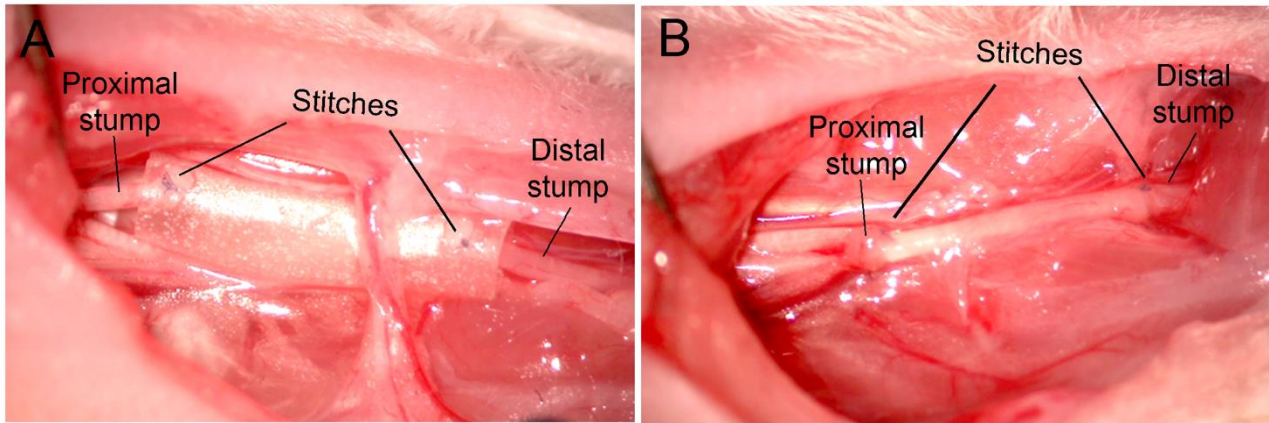 A
Proximal
stump
Stitches
Distal
stump
B
Stitches
Distal
stump
Proximal
stump